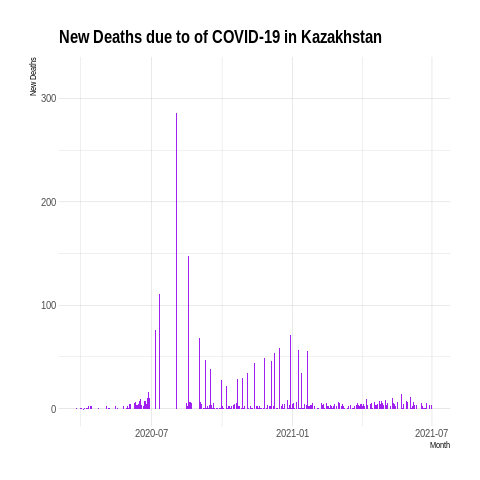 New Deaths due to of COVID-19 in Kazakhstan
New Deaths
300
200
100
0
2020-07
2021-01
2021-07
Month